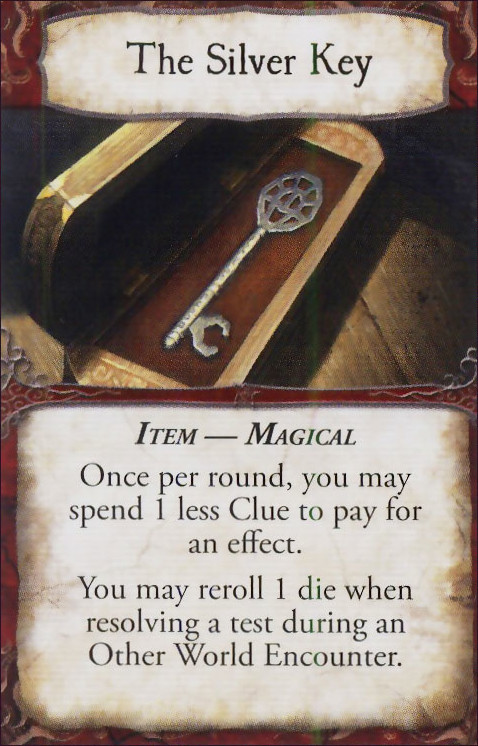 The Silver Key
ITEM — MAGICAL
Once per round, you may
spend 1 less Clue to pay for
an effect.
You may reroll 1 die when
resolving a test during an
Other World Encounter.